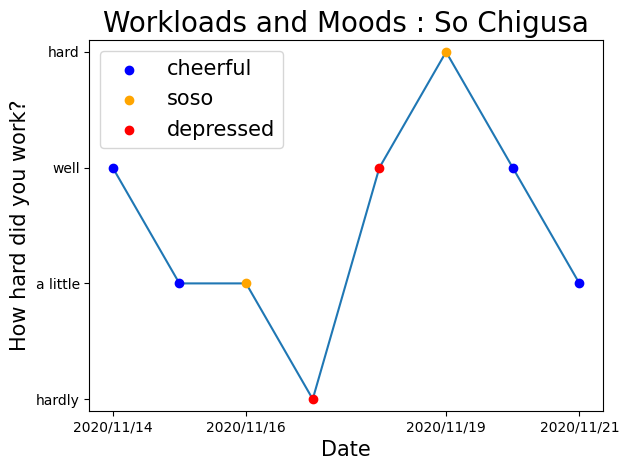 Workloads and Moods : So Chigusa
cheerful
soso
depressed
How hard did you work?
hard
well
a little
hardly
2020/11/14 2020/11/16 2020/11/19 2020/11/21
Date